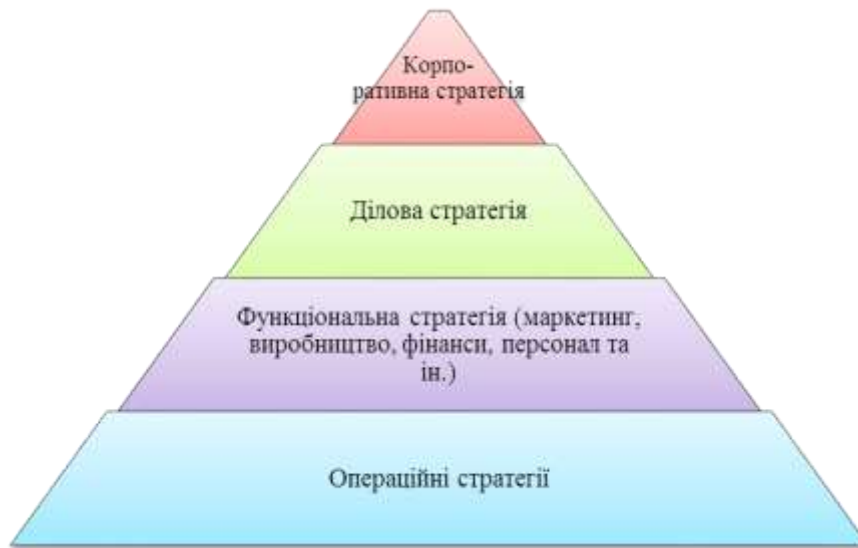 Корпо-
ративна стратегія
Ділова стратегія
Функціональна стратегія (маркетинг,
виробництво, фінанси, персонал та
ін.)
Операційні стратегії